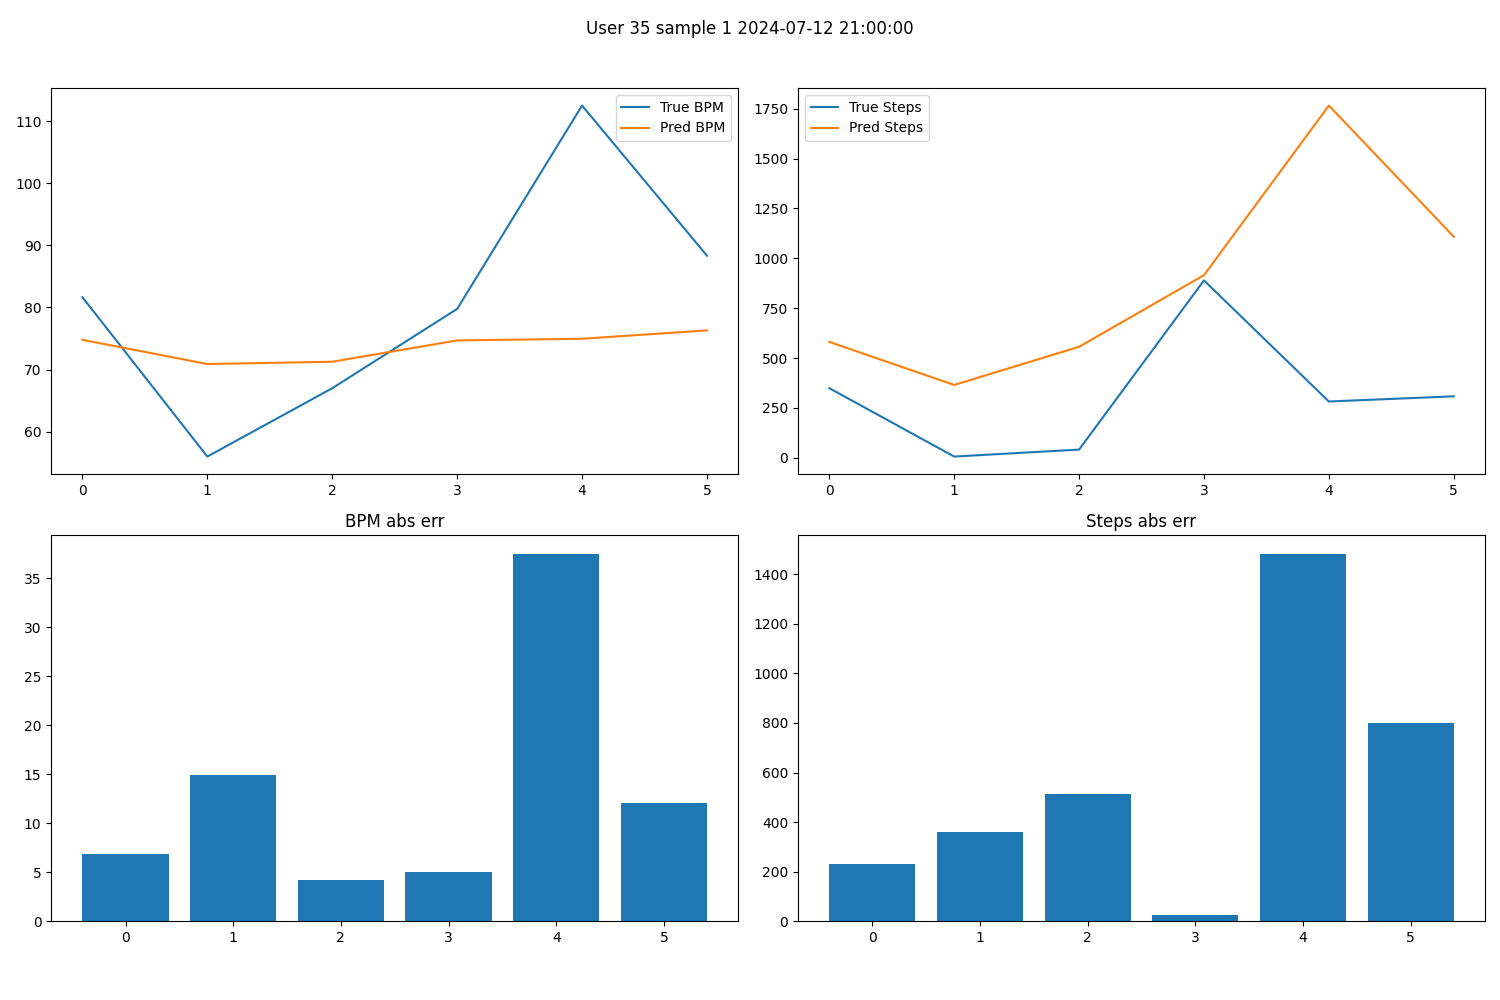 User 35 sample 1 2024-07-12 21:00:00
True BPM
Pred BPM
110
100
90
80
70
60
0 1 2 3 4 5
True Steps
Pred Steps
1750
1500
1250
1000
750
500
250
0
0 1 2 3 4 5
BPM abs err
35
30
25
20
15
10
5
0
0 1 2 3 4 5
Steps abs err
1400
1200
1000
800
600
400
200
0
0 1 2 3 4 5